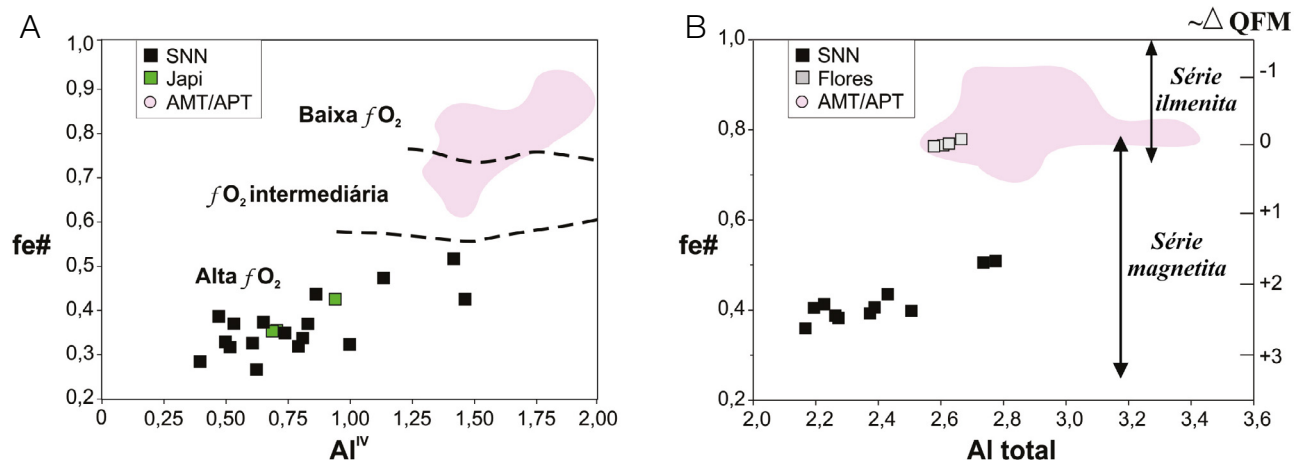 A
1,0
0,9
0,8
0,7
0,6
fe#
0,5
0,4
0,3
0,2
SNN
Japi
AMT/APT
Baixa fO2
fO2 intermediária
Alta fO2
0
0,25
0,50
0,75
1,00
1,25
1,50
1,75
2,00
Al^IV
B
~△ QFM
1,0
0,8
0,6
fe#
0,4
0,2
SNN
Flores
AMT/APT
Série
ilmenita
Série
magnetita
-1
0
+1
+2
+3
2,0
2,2
2,4
2,6
2,8
3,0
3,2
3,4
3,6
Al total